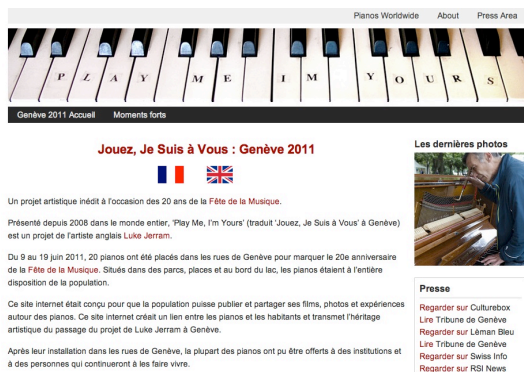 Pianos Worldwide About Press Area
PLAY ME IM YOURS
Genève 2011 Accueil Moments forts
Jouez, Je Suis à Vous : Genève 2011
Un projet artistique inédit à l'occasion des 20 ans de la Fête de la Musique.
Présenté depuis 2008 dans le monde entier, 'Play Me, I'm Yours' (traduit 'Jouez, Je Suis à Vous' à Genève)
est un projet de l'artiste anglais Luke Jerram.
Du 9 au 19 juin 2011, 20 pianos ont été placés dans les rues de Genève pour marquer le 20e anniversaire
de la Fête de la Musique. Situés dans des parcs, places et au bord du lac, les pianos étaient à l'entière
disposition de la population.
Ce site internet était conçu pour que la population puisse publier et partager ses films, photos et expériences
autour des pianos. Ce site internet créait un lien entre les pianos et les habitants et transmet l'héritage
artistique du passage du projet de Luke Jerram à Genève.
Après leur installation dans les rues de Genève, la plupart des pianos ont pu être offerts à des institutions et
à des personnes qui continueront à les faire vivre.
Les dernières photos
Presse
Regarder sur Culturebox
Lire Tribune de Genève
Regarder sur Lèman Bleu
Lire Tribune de Genève
Regarder sur Swiss Info
Regarder sur RSI News